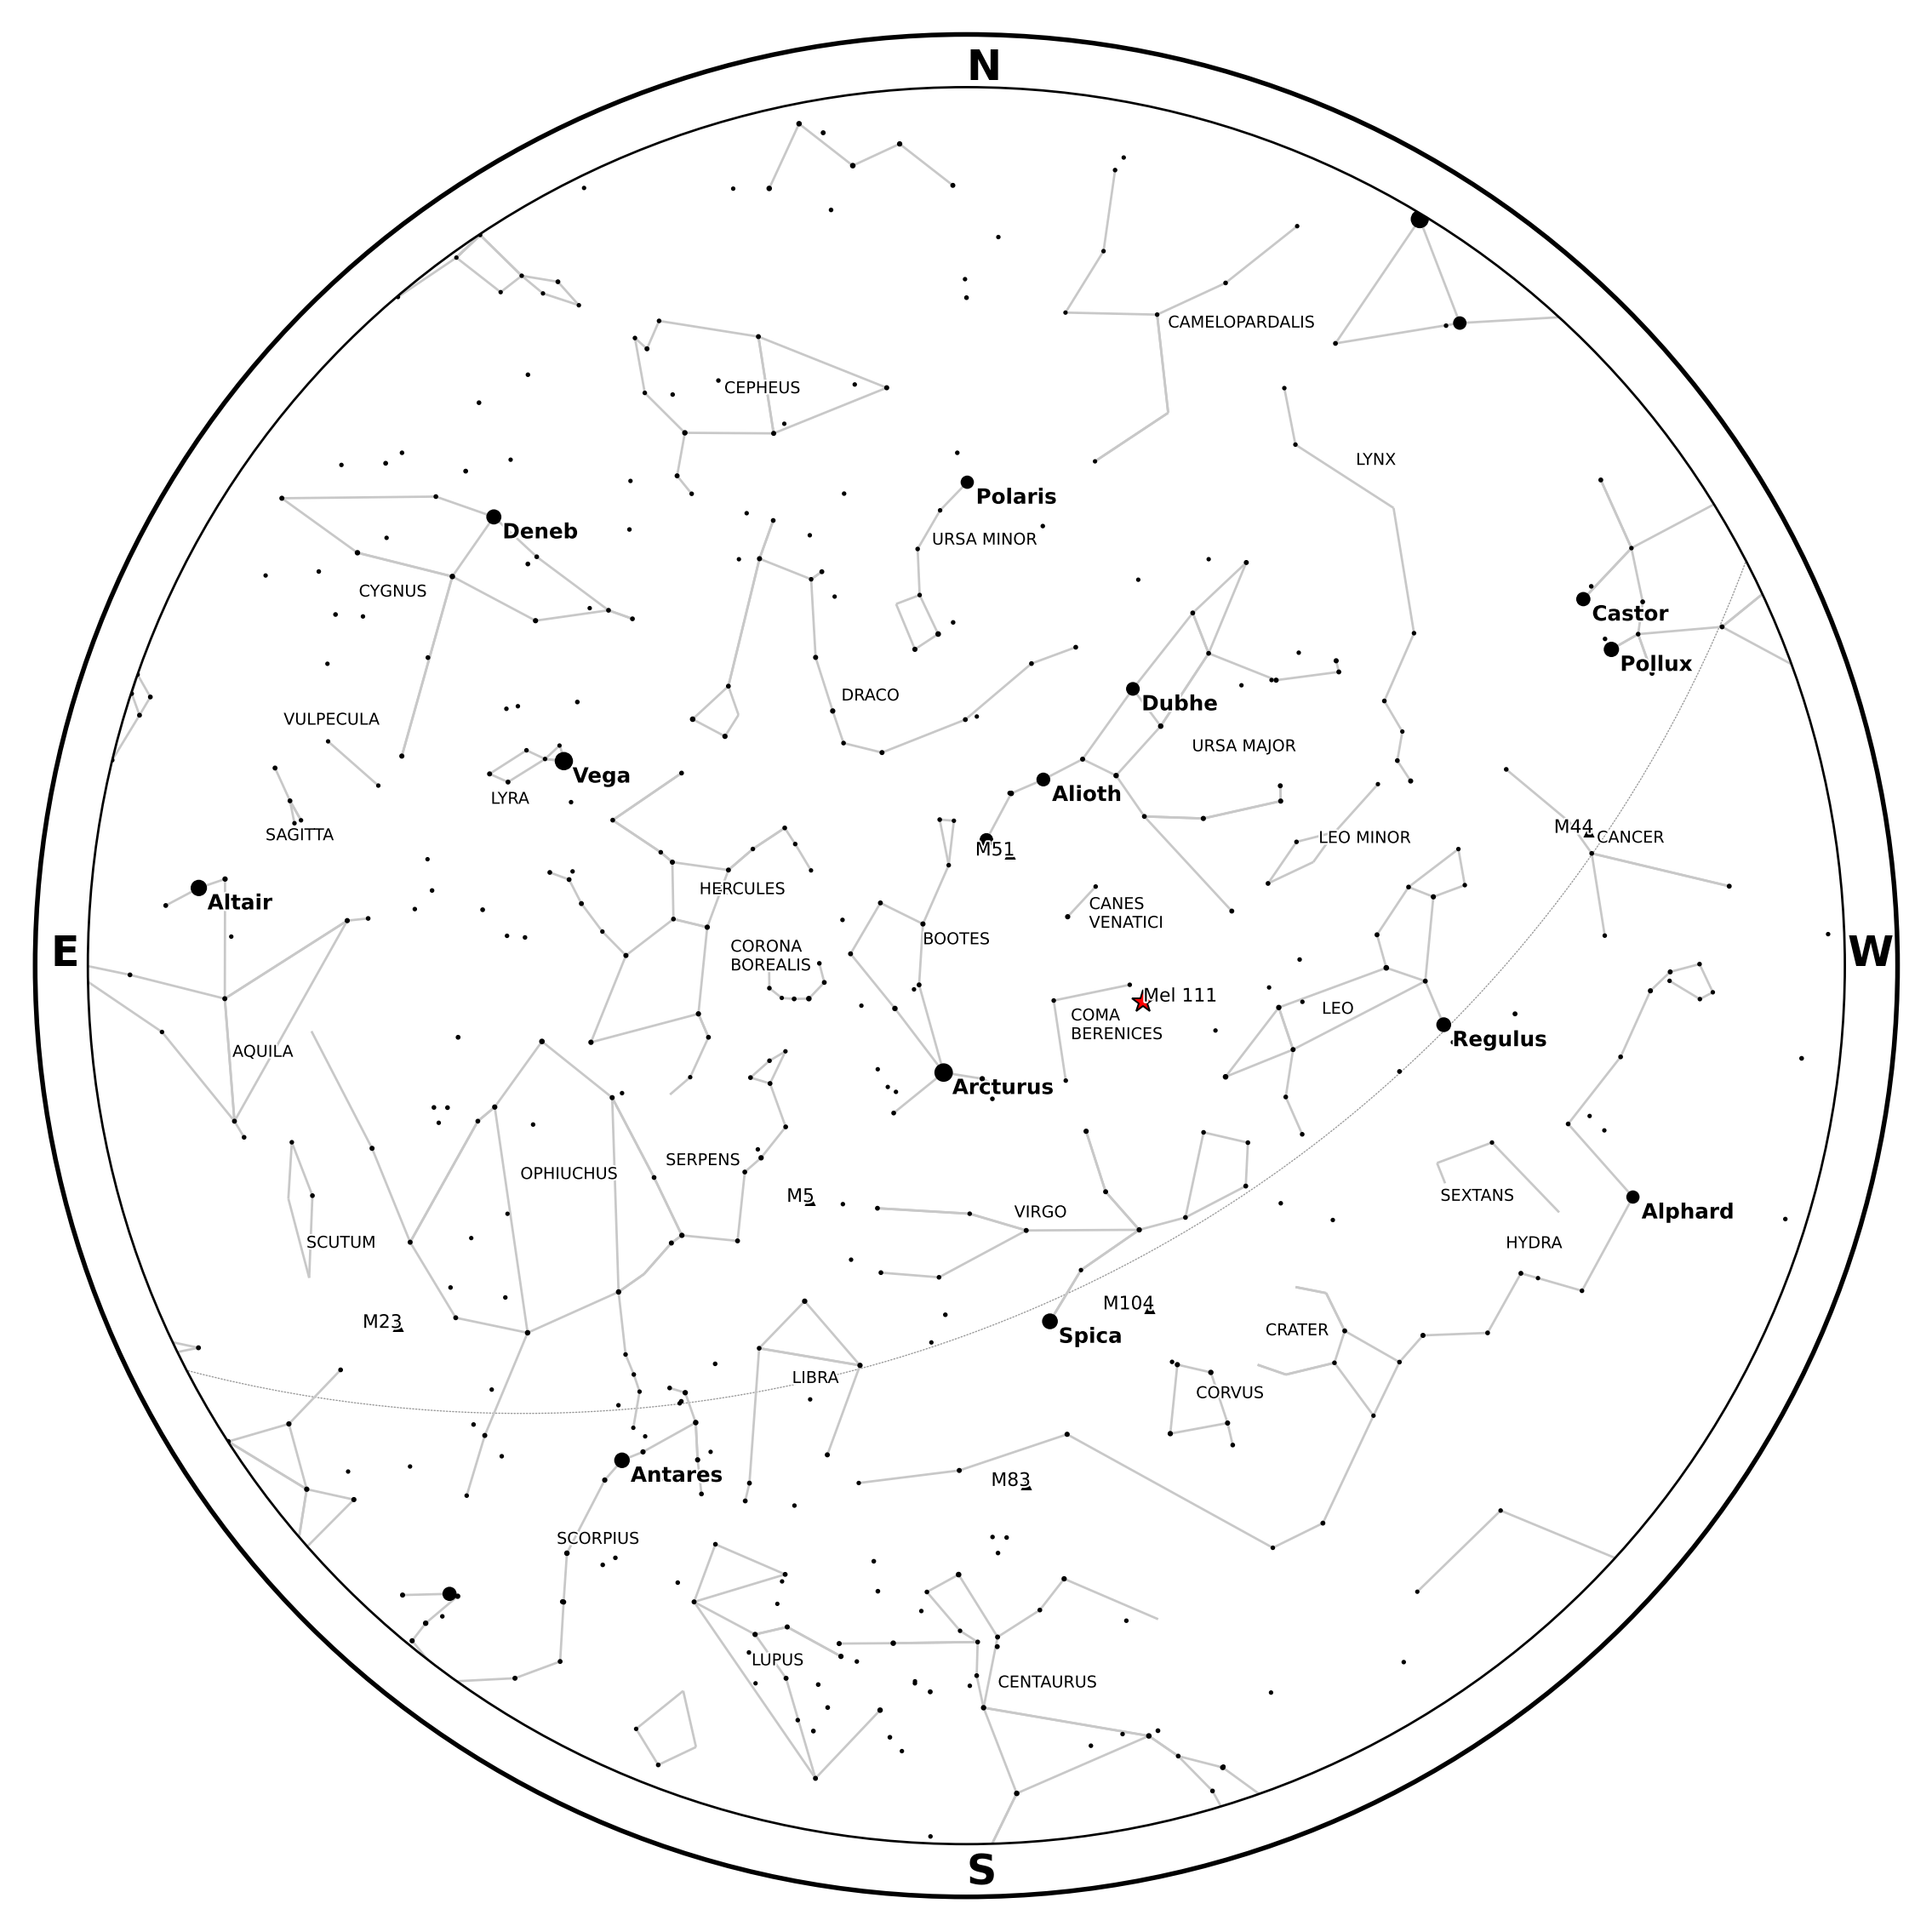 N
CAMELOPARDALIS
CEPHEUS
LYNX
Polaris
Deneb
URSA MINOR
CYGNUS
Castor
Pollux
DRACO
Dubhe
VULPECULA
URSA MAJOR
Vega
LYRA
Alioth
SAGITTA
M44
CANCER
LEO MINOR
M51
HERCULES
Altair
CANES
VENATICI
BOOTES
CORONA
BOREALIS
E
W
Mel 111
LEO
COMA
BERENICES
Regulus
AQUILA
Arcturus
SERPENS
OPHIUCHUS
M5
SEXTANS
VIRGO
Alphard
SCUTUM
HYDRA
M104
M23
CRATER
Spica
LIBRA
CORVUS
Antares
M83
SCORPIUS
LUPUS
CENTAURUS
S